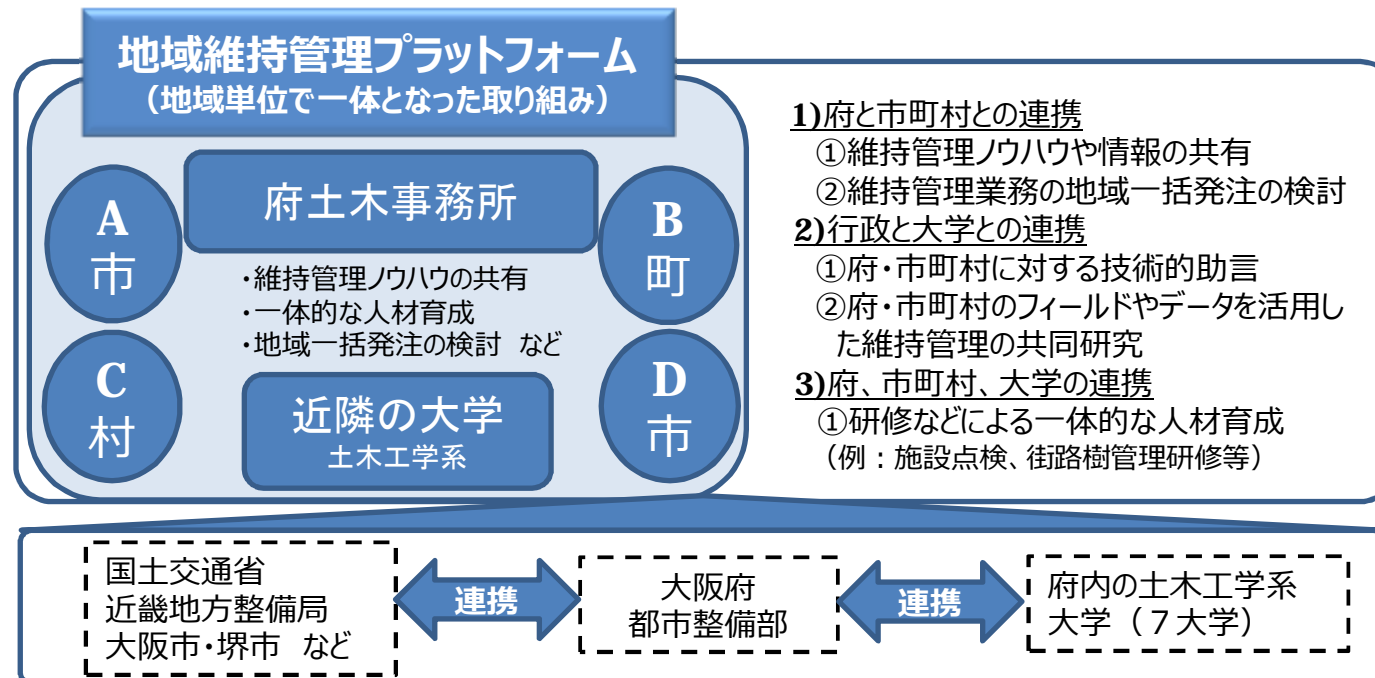 地域維持管理プラットフォーム
（地域単位で一体となった取り組み）
府土木事務所
A
市
B
町
C
村
D
市
・維持管理ノウハウの共有
・一体的な人材育成
・地域一括発注の検討　など
近隣の大学
土木工学系
1)府と市町村との連携
①維持管理ノウハウや情報の共有
②維持管理業務の地域一括発注の検討
2)行政と大学との連携
①府・市町村に対する技術的助言
②府・市町村のフィールドやデータを活用し
た維持管理の共同研究
3)府、市町村、大学の連携
①研修などによる一体的な人材育成
（例：施設点検、街路樹管理研修等）
国土交通省
近畿地方整備局
大阪市・堺市　など
連携
大阪府
都市整備部
連携
府内の土木工学系
大学（７大学）